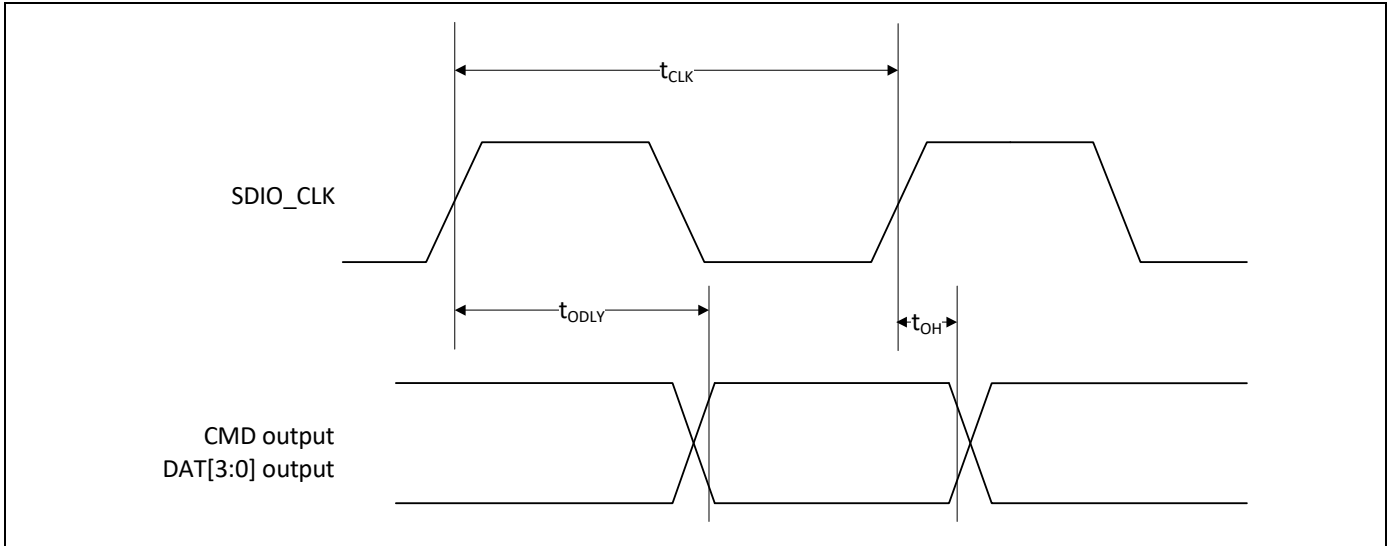 tCLK
SDIO_CLK
tODLY
tOH
CMD output
DAT[3:0] output